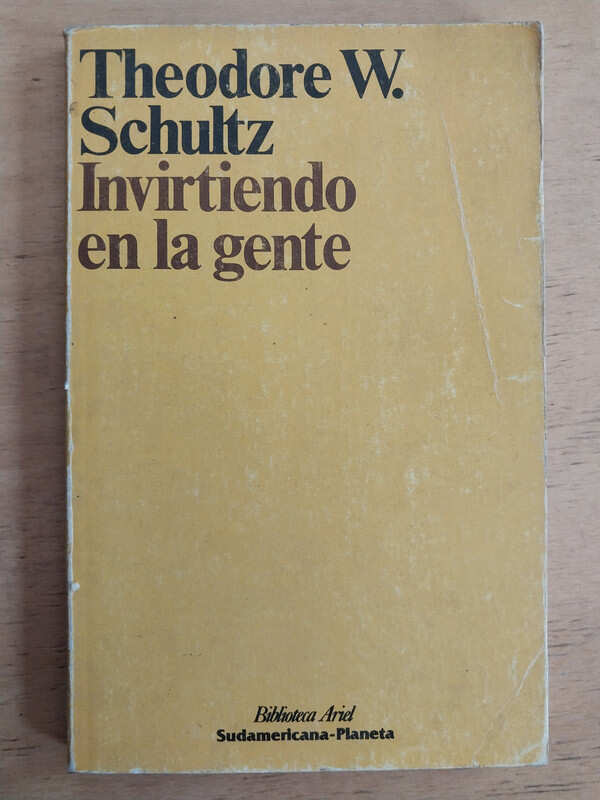 Theodore W.
Schultz
Invirtiendo
en la gente
Biblioteca Ariel
Sudamericana-Planeta